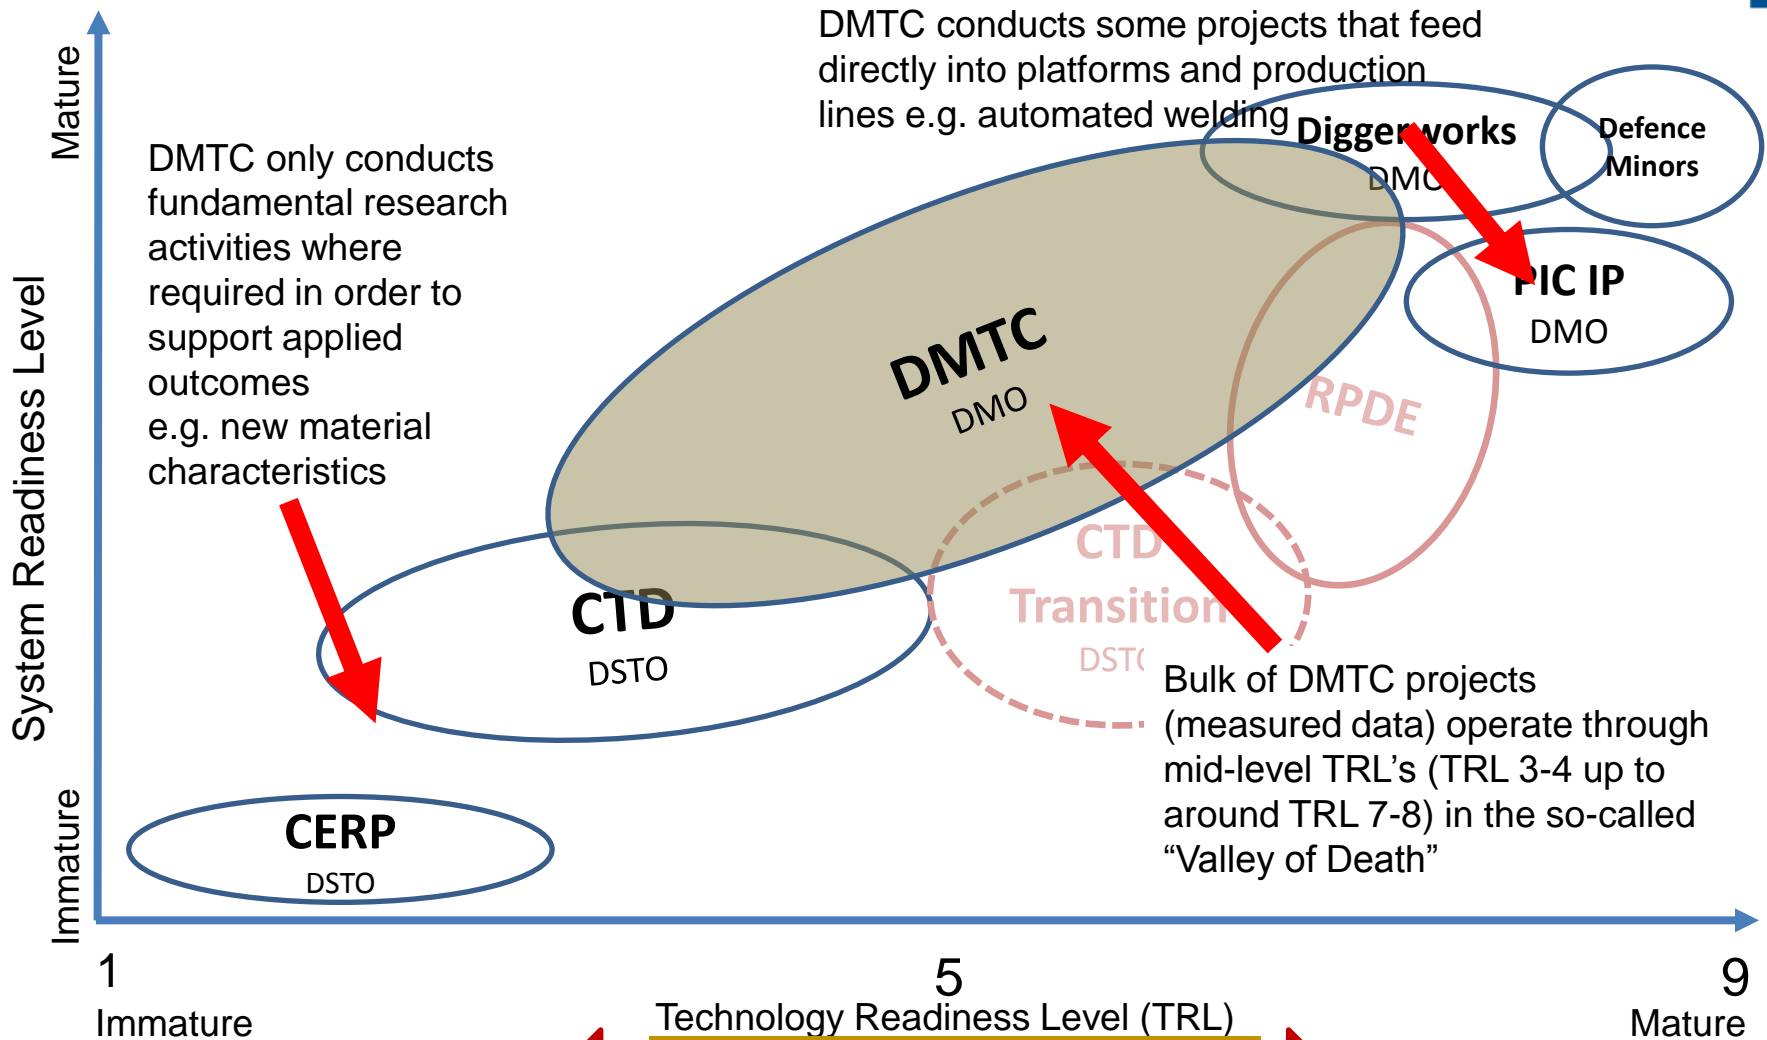 DMTC conducts some projects that feed
directly into platforms and production
lines e.g. automated welding
Mature
DMTC only conducts
fundamental research
activities where
required in order to
support applied
outcomes
e.g. new material
characteristics
Diggerworks
DMO
Defence
Minors
PIC IP
DMO
DMTC
DMO
RPDE
System Readiness Level
CTD
DSTO
CTD
Transition
DSTO
Bulk of DMTC projects
(measured data) operate through
mid-level TRL's (TRL 3-4 up to
around TRL 7-8) in the so-called
“Valley of Death”
CERP
DSTO
Immature
1
5
9
Immature
Technology Readiness Level (TRL)
Mature